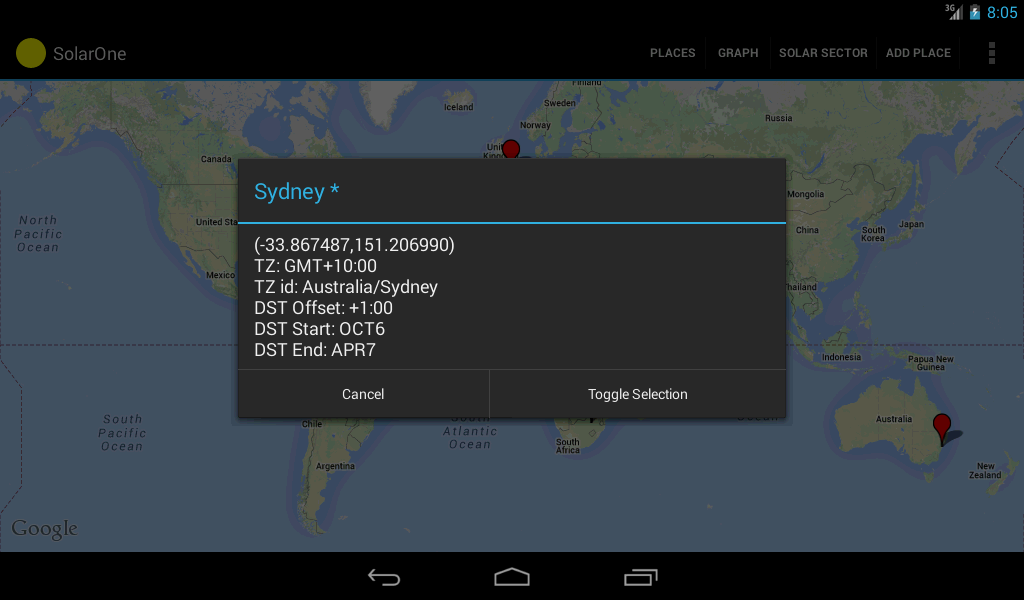 3G
8:05
SolarOne
PLACES
GRAPH
SOLAR SECTOR
ADD PLACE
Finland
Iceland
Sweden
Norway
Russia
Canada
North
Pacific
Ocean
United Sta
Mexico
Mongolia
China
South
Korea
Japan
Thailand
Sydney *
(-33.867487,151.206990)
TZ: GMT+10:00
TZ id: Australia/Sydney
DST Offset: +1:00
DST Start: OCT6
DST End: APR7
Cancel
Toggle Selection
Indonesia
Papua New
Guinea
South
Pacific
Ocean
Chile
Argentina
South
Atlantic
Ocean
South
Africa
Australia
New
Zealand
Google